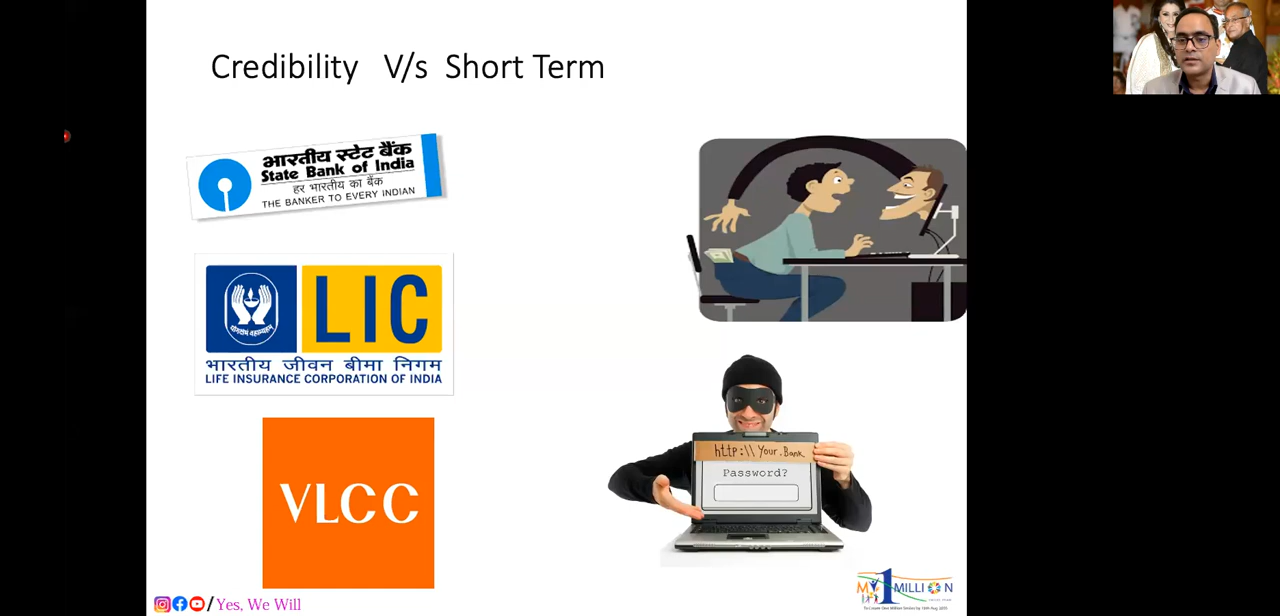 Credibility V/s Short Term
भारतीय स्टेट बैंक
State Bank of India
हर भारतीय का बैंक
THE BANKER TO EVERY INDIAN
LIC
भारतीय जीवन बीमा निगम
LIFE INSURANCE CORPORATION OF INDIA
VLCC
http:\\ Your.Bank
Password?
/ Yes, We Will
MY 1 MILLION